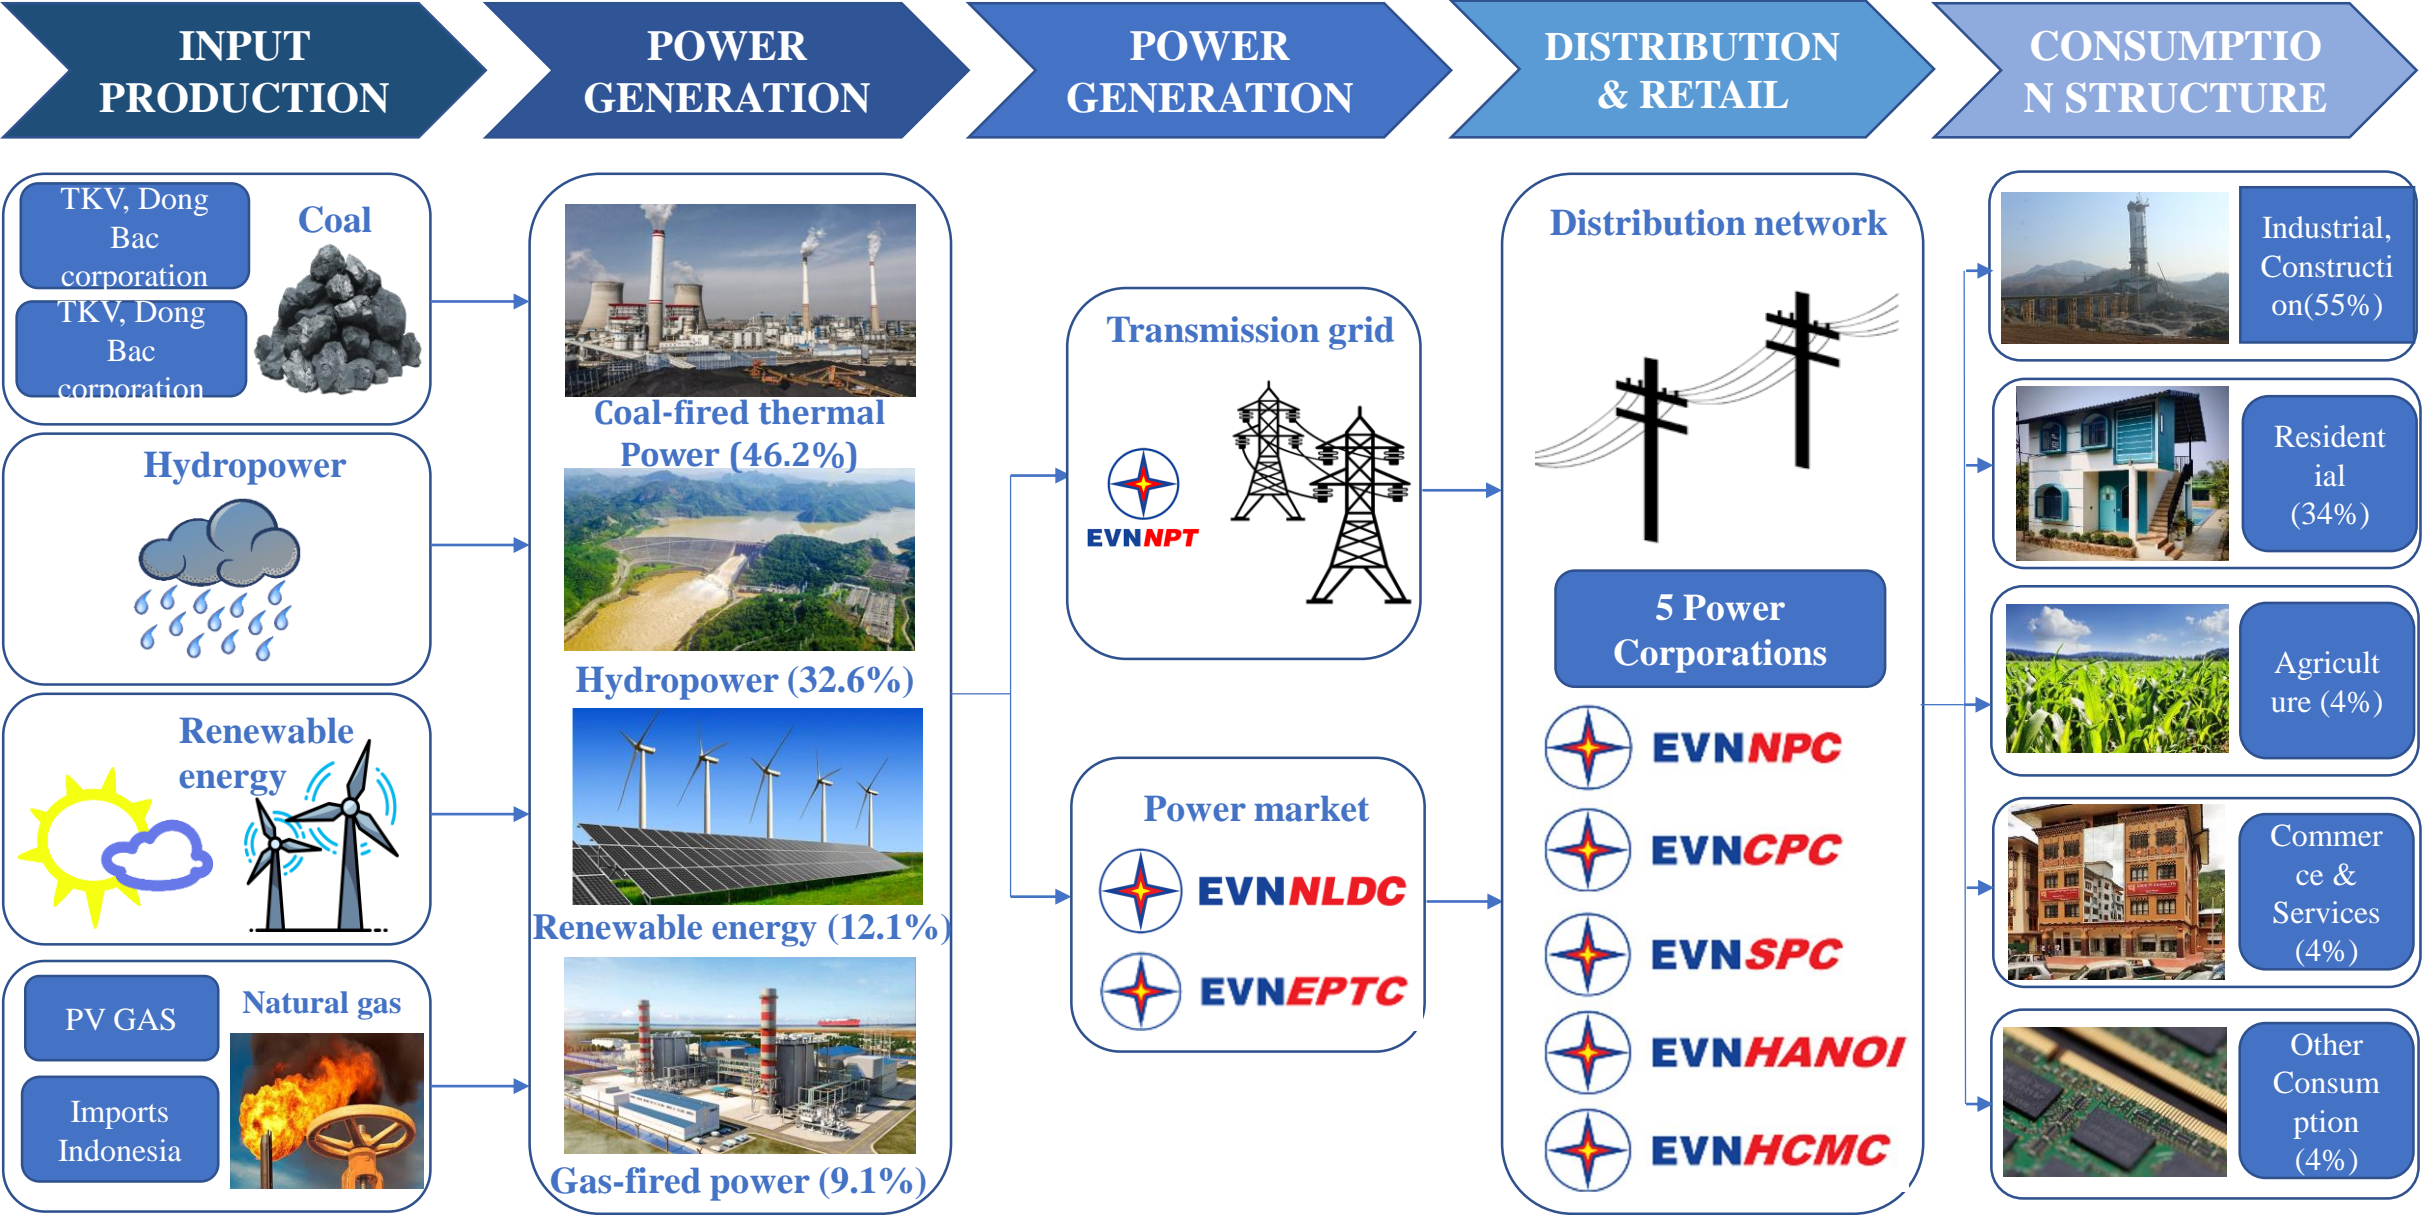 INPUT
PRODUCTION
POWER
GENERATION
POWER
GENERATION
DISTRIBUTION
& RETAIL
CONSUMPTIO
N STRUCTURE
TKV, Dong
Bac
corporation
TKV, Dong
Bac
corporation
Coal
Hydropower
Renewable
energy
PV GAS
Imports
Indonesia
Natural gas
Coal-fired thermal
Power (46.2%)
Hydropower (32.6%)
Renewable energy (12.1%)
Gas-fired power (9.1%)
Transmission grid
EVNNPT
Power market
EVNNLDC
EVNEPTC
Distribution network
5 Power
Corporations
EVNNPC
EVNCPC
EVNSPC
EVNHANOI
EVNHCMC
Industrial,
Constructi
on(55%)
Resident
ial
(34%)
Agricult
ure (4%)
Commer
ce &
Services
(4%)
Other
Consum
ption
(4%)